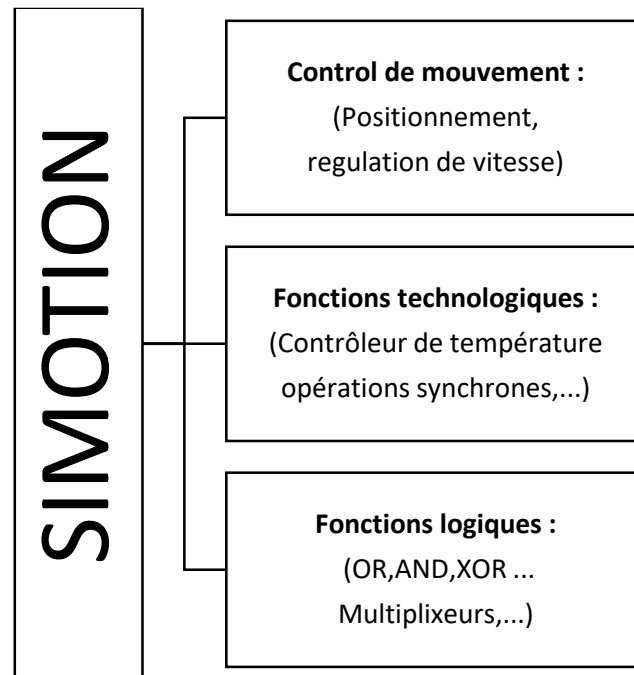 SIMOTION
Control de mouvement :
(Positionnement,
regulation de vitesse)
Fonctions technologiques :
(Contrôleur de température
opérations synchrones,...)
Fonctions logiques :
(OR,AND,XOR ...
Multiplixeurs,...)